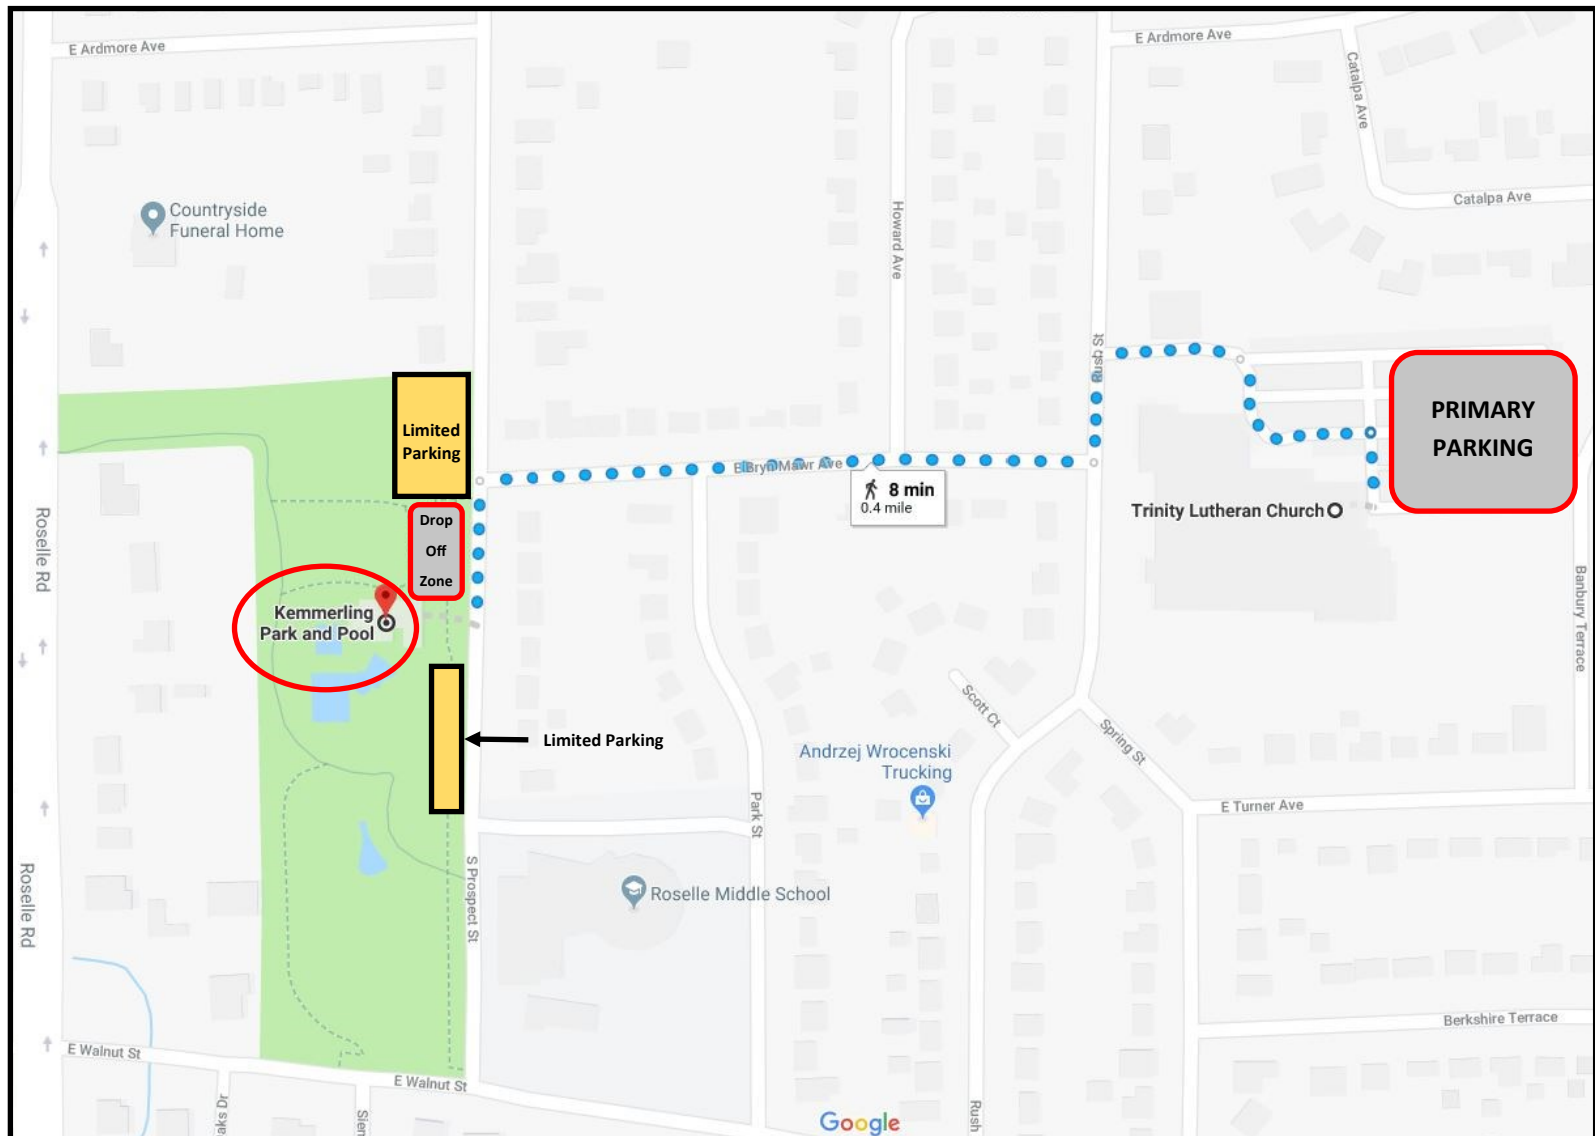 E Ardmore Ave
E Ardmore Ave
Catalpa Ave
Catalpa Ave
Countryside
Funeral Home
Howard Ave
Rush St
Limited
Parking
PRIMARY
PARKING
E Bryn Mawr Ave
8 min
0.4 mile
Trinity Lutheran Church
Drop
Off
Zone
Roselle Rd
Kemmerling
Park and Pool
Banbury Terrace
Scott Ct
Spring St
Limited Parking
Andrzej Wrocenski
Trucking
Park St
E Turner Ave
Roselle Rd
S Prospect St
Roselle Middle School
Berkshire Terrace
E Walnut St
E Walnut St
aks Dr
Sien
Google
Rush